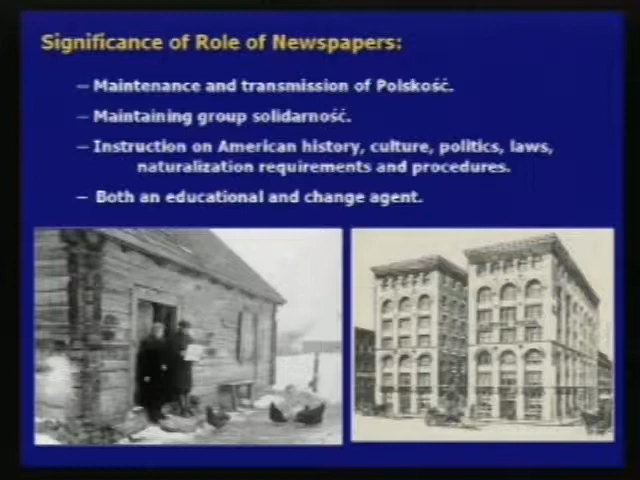 Significance of Role of Newspapers:
– Maintenance and transmission of Polskość.
– Maintaining group solidarność.
– Instruction on American history, culture, politics, laws,
naturalization requirements and procedures.
– Both an educational and change agent.